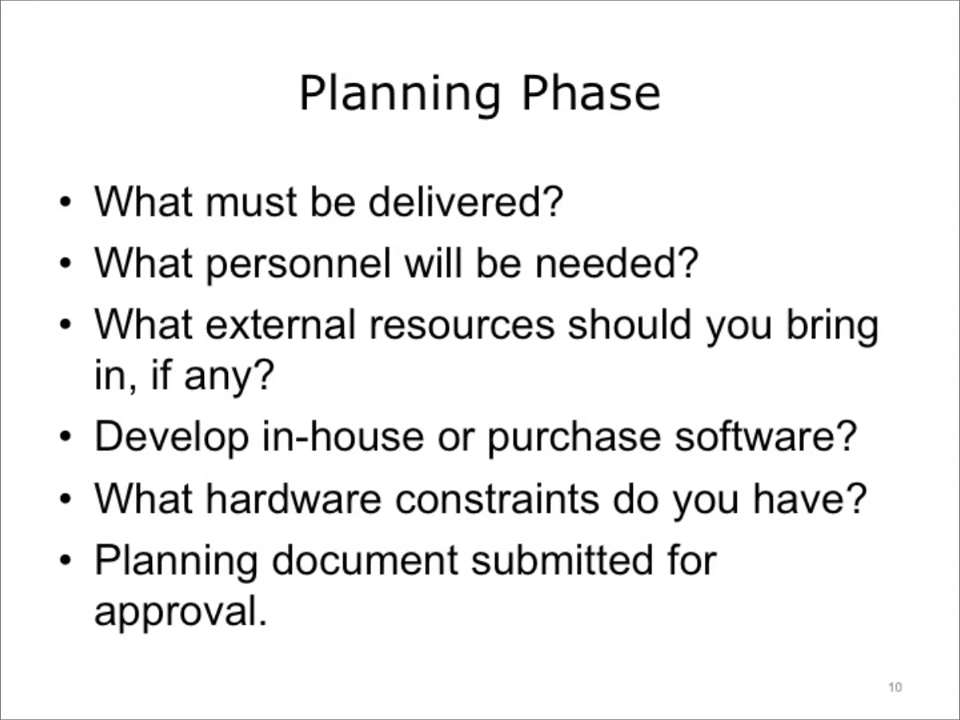 Planning Phase
• What must be delivered?
• What personnel will be needed?
• What external resources should you bring
in, if any?
• Develop in-house or purchase software?
• What hardware constraints do you have?
• Planning document submitted for
approval.
10